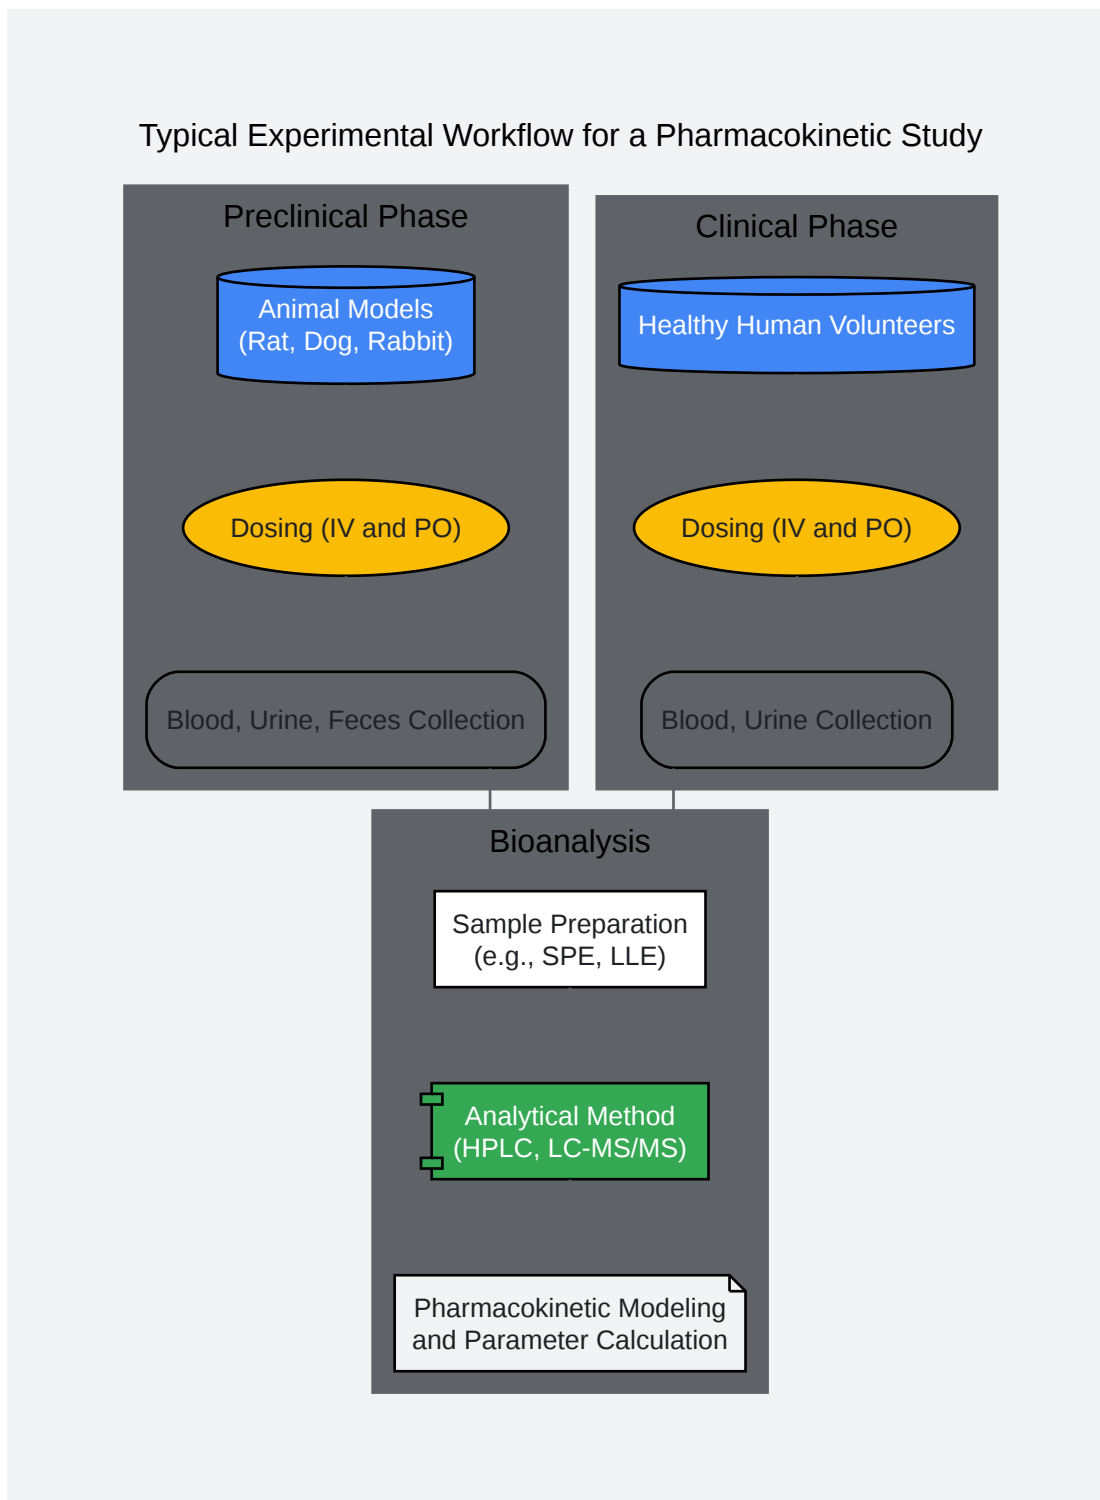 Typical Experimental Workflow for a Pharmacokinetic Study
Preclinical Phase
Animal Models
(Rat, Dog, Rabbit)
Dosing (IV and PO)
Blood, Urine, Feces Collection
Clinical Phase
Healthy Human Volunteers
Dosing (IV and PO)
Blood, Urine Collection
Bioanalysis
Sample Preparation
(e.g., SPE, LLE)
Analytical Method
(HPLC, LC-MS/MS)
Pharmacokinetic Modeling
and Parameter Calculation